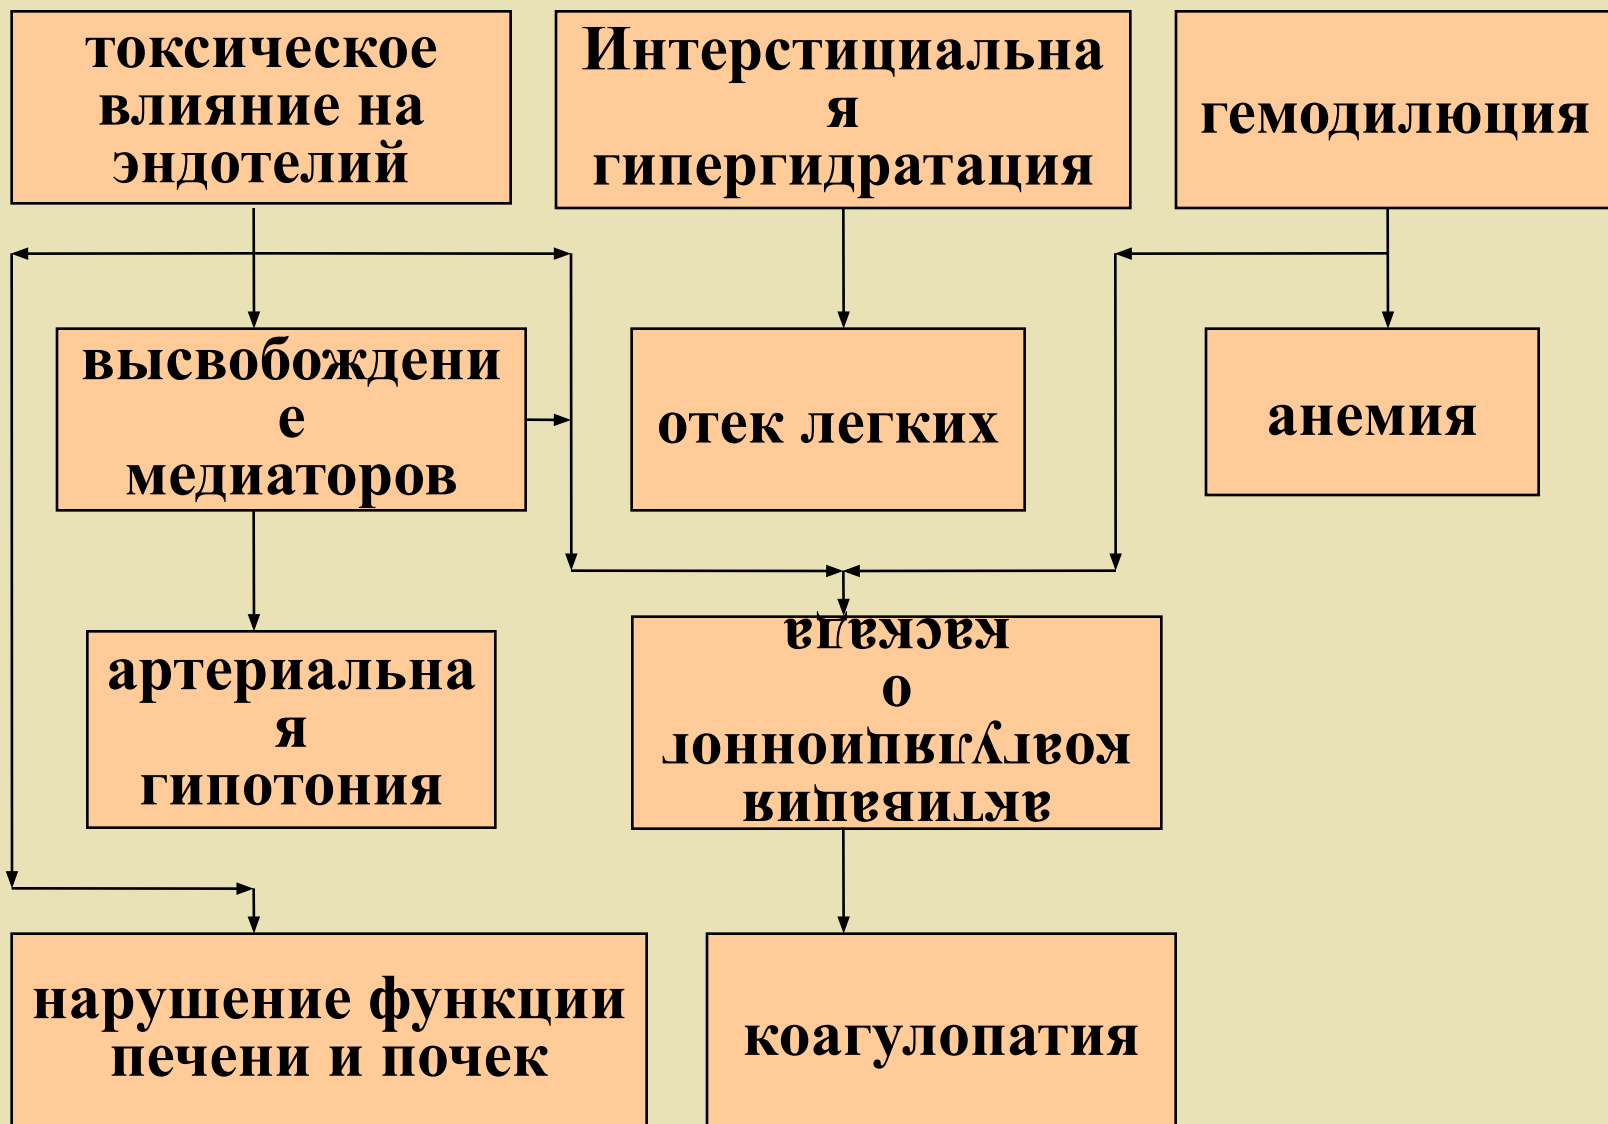 токсическое
влияние на
эндотелий
Интерстициальна
я
гипергидратация
гемодилюция
высвобождени
е
медиаторов
отек легких
анемия
артериальна
я
гипотония
активация
коагуляционног
о
каскада
нарушение функции
печени и почек
коагулопатия